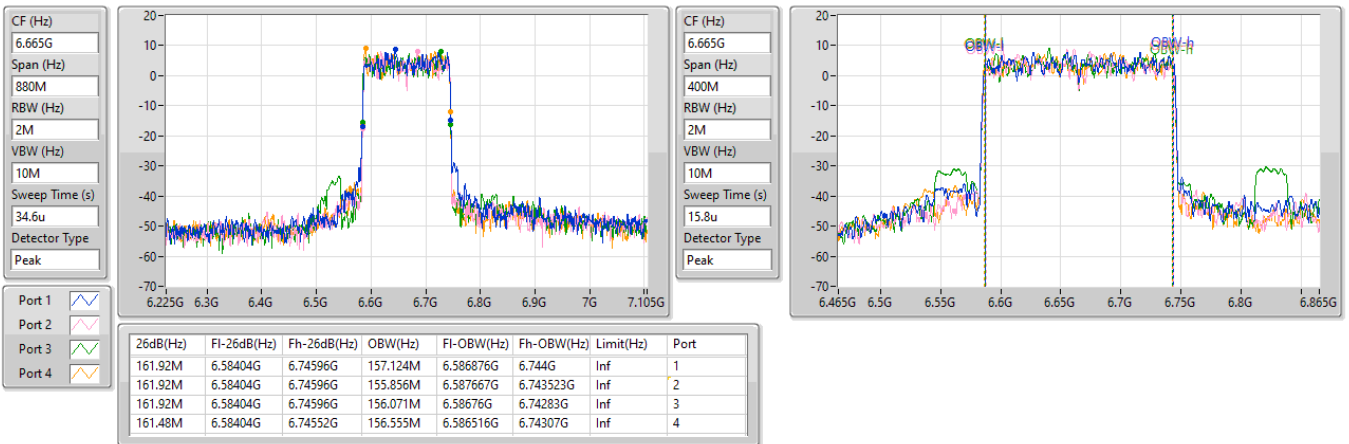 CF (Hz)
6.665G
Span (Hz)
880M
RBW (Hz)
2M
VBW (Hz)
10M
Sweep Time (s)
34.6u
Detector Type
Peak
20-
10-
0-
-10-
-20-
-30-
-40-
-50-
-60-
-70-
6.225G 6.3G 6.4G 6.5G 6.6G 6.7G 6.8G 6.9G 7G 7.105G
CF (Hz)
6.665G
Span (Hz)
400M
RBW (Hz)
2M
VBW (Hz)
10M
Sweep Time (s)
15.8u
Detector Type
Peak
20-
10-
0-
-10-
-20-
-30-
-40-
-50-
-60-
-70-
OBW-l OBW-h
6.465G 6.5G 6.55G 6.6G 6.65G 6.7G 6.75G 6.8G 6.865G
Port 1
Port 2
Port 3
Port 4
26dB(Hz) Fl-26dB(Hz) Fh-26dB(Hz) OBW(Hz) Fl-OBW(Hz) Fh-OBW(Hz) Limit(Hz) Port
161.92M 6.58404G 6.74596G 157.124M 6.586876G 6.744G Inf 1
161.92M 6.58404G 6.74596G 155.856M 6.587667G 6.743523G Inf 2
161.92M 6.58404G 6.74596G 156.071M 6.58676G 6.74283G Inf 3
161.48M 6.58404G 6.74552G 156.555M 6.586516G 6.74307G Inf 4